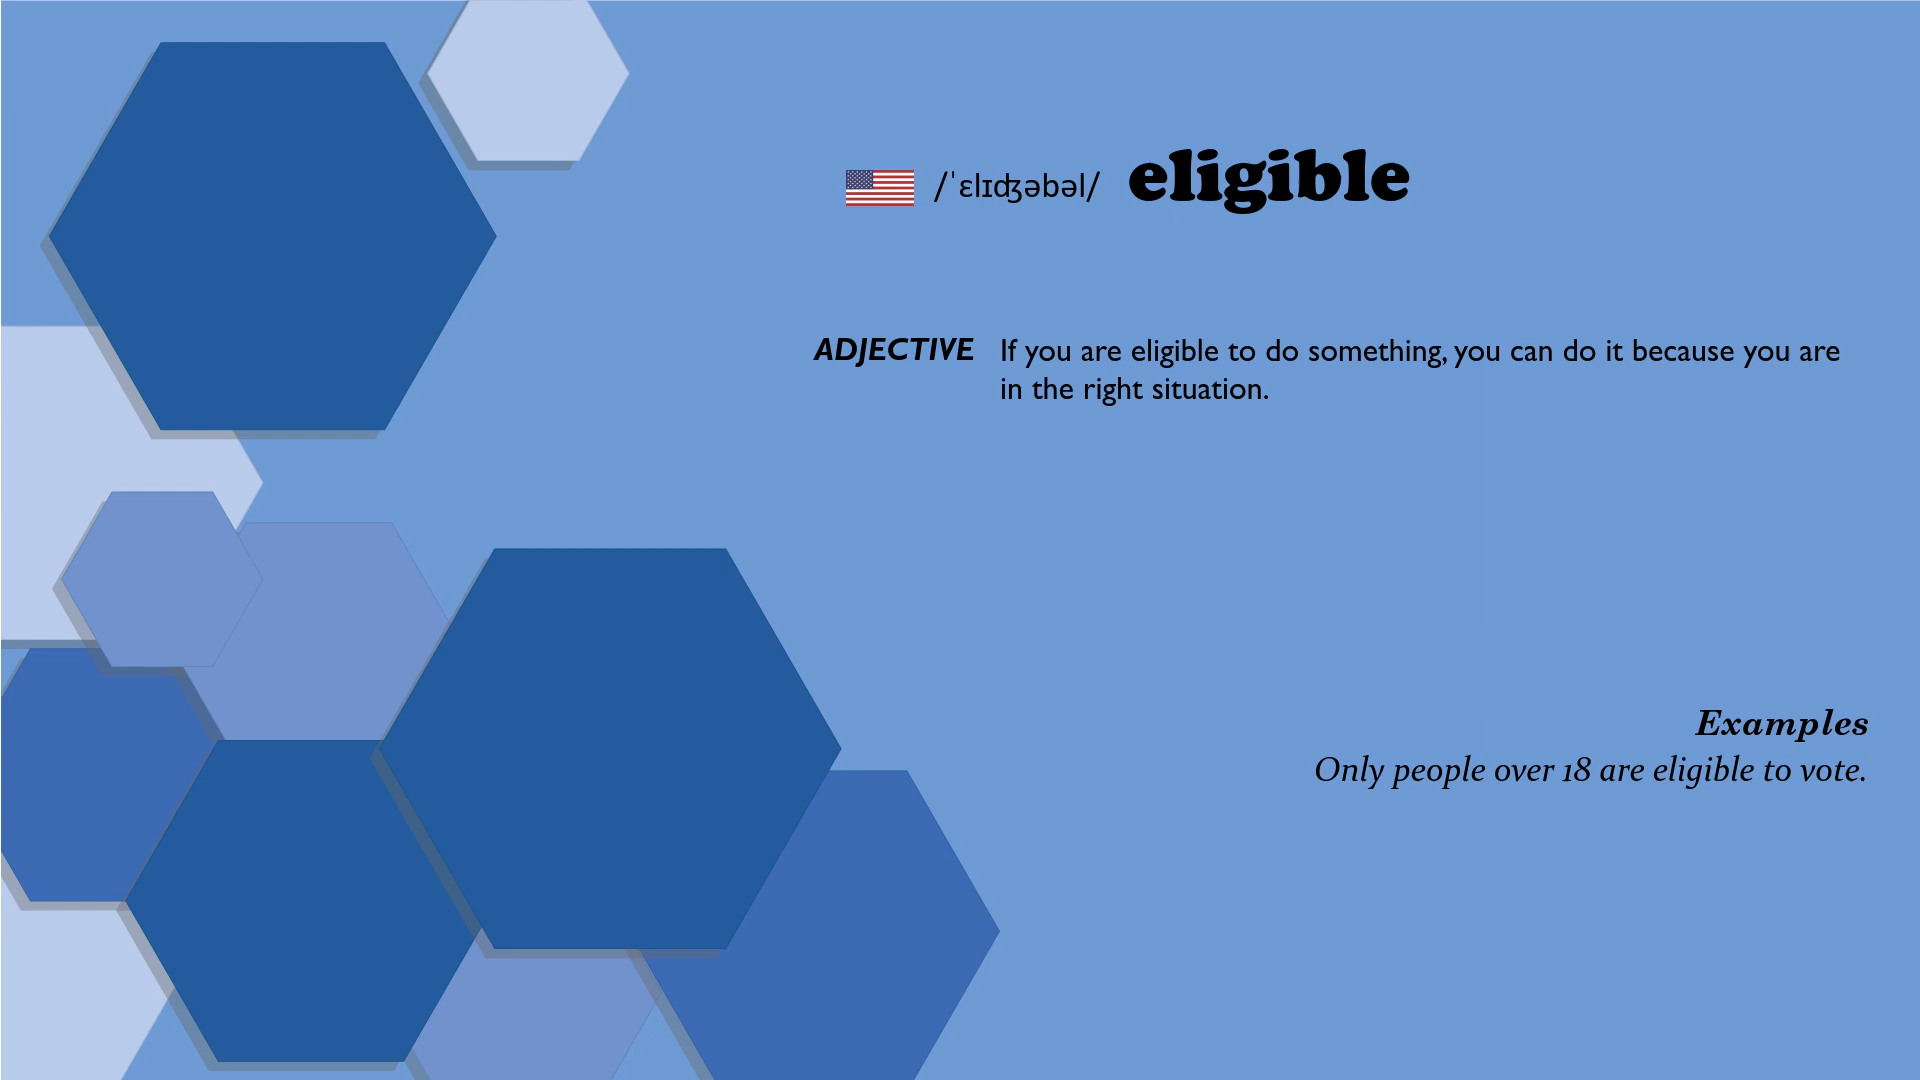 /ˈɛlɪʤəbəl/ eligible
ADJECTIVE If you are eligible to do something, you can do it because you are
in the right situation.
Examples
Only people over 18 are eligible to vote.